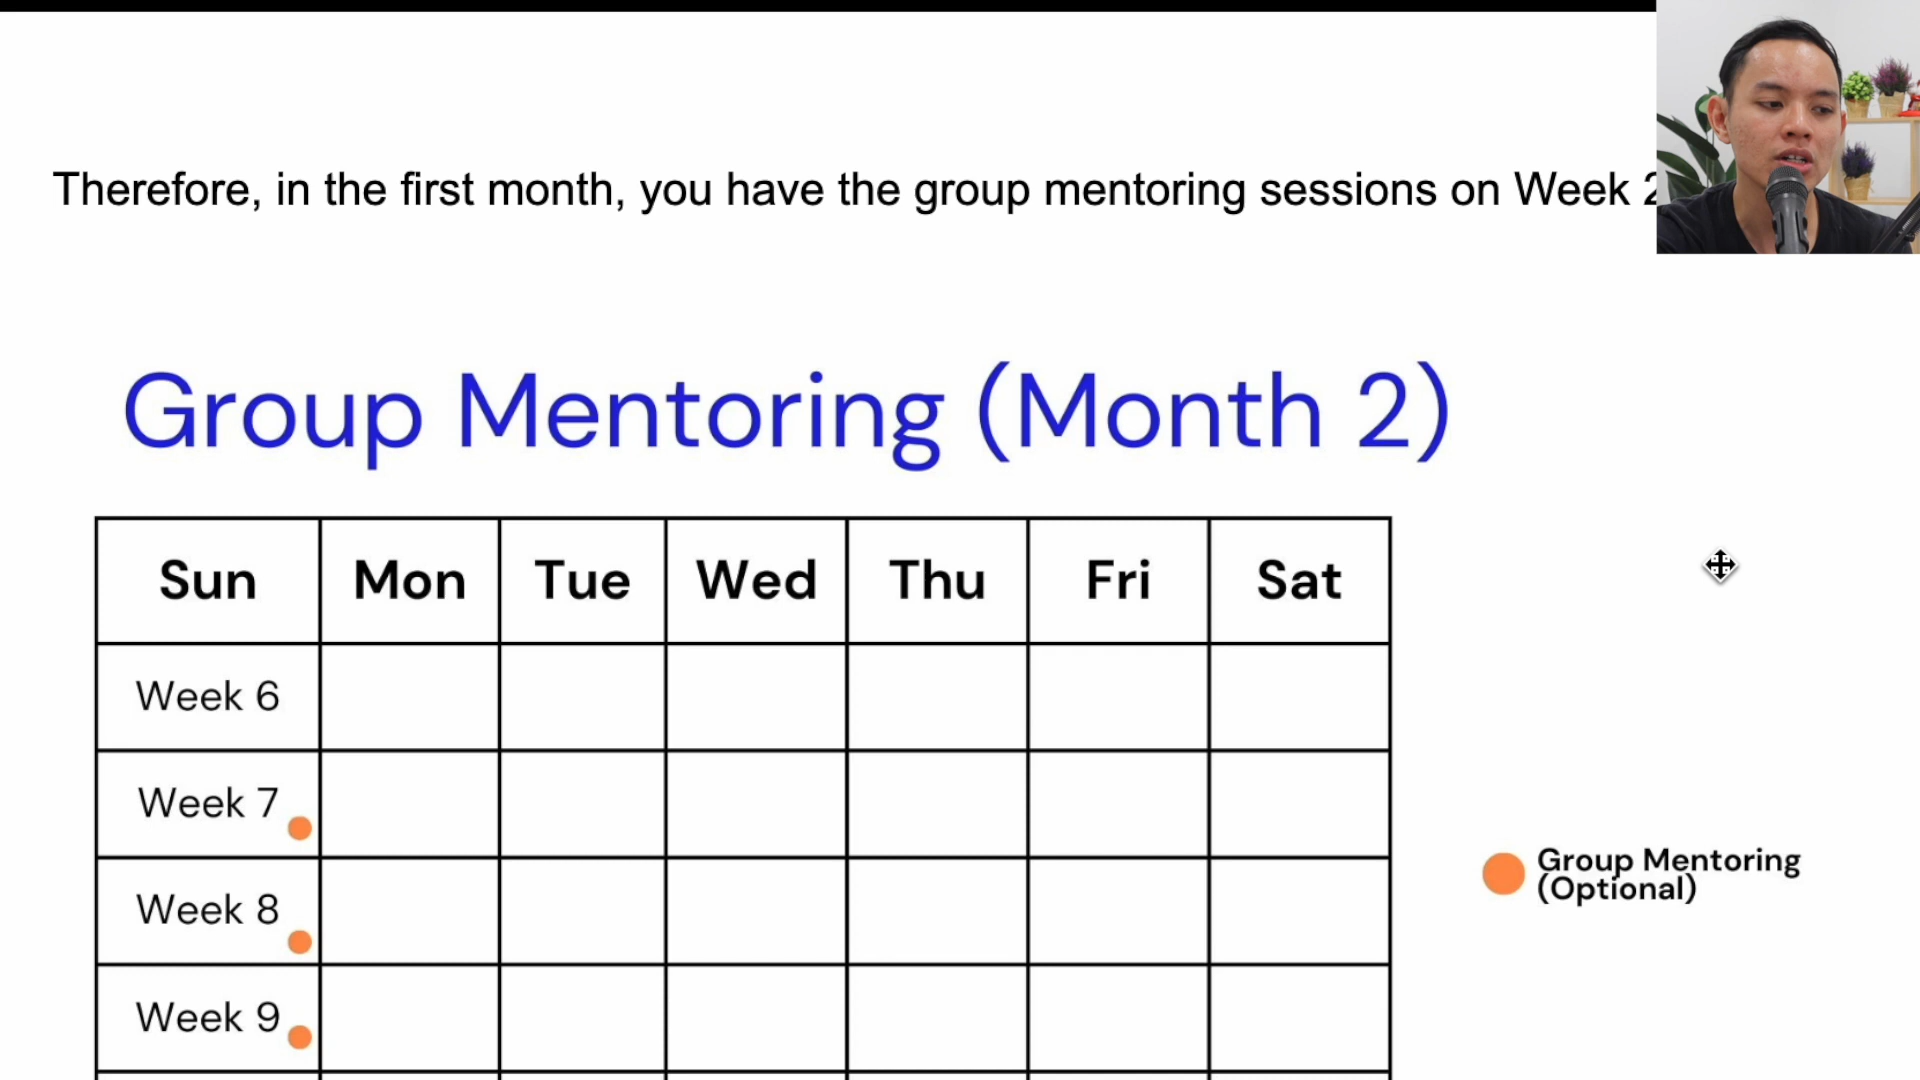 Therefore, in the first month, you have the group mentoring sessions on Week
Group Mentoring (Month 2)
Sun Mon Tue Wed Thu Fri Sat
Week 6
Week 7
Week 8
Week 9
Group Mentoring
(Optional)